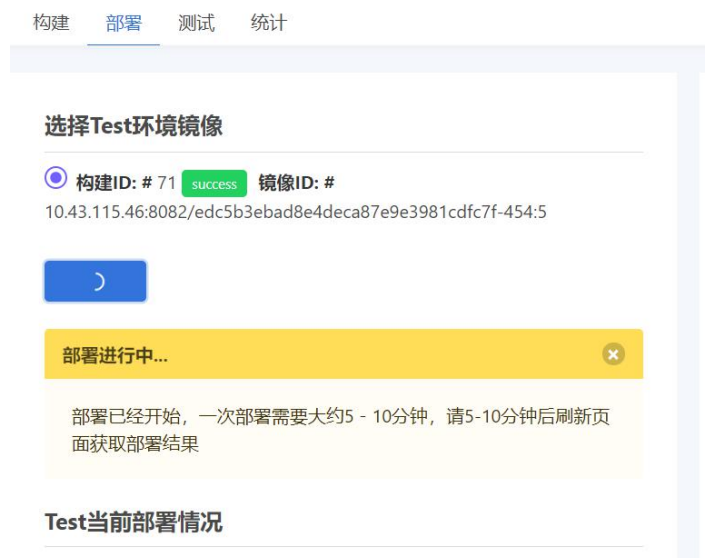 构建 部署 测试 统计
选择Test环境镜像
构建ID: # 71 success 镜像ID: #
10.43.115.46:8082/edc5b3ebad8e4deca87e9e3981cdfc7f-454:5
部署进行中...
部署已经开始，一次部署需要大约5 - 10分钟，请5-10分钟后刷新页
面获取部署结果
Test当前部署情况